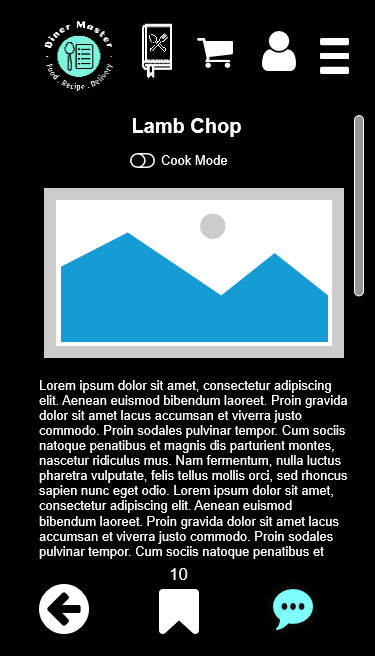 Diner Master
Food . Recipe . Delivery
Lamb Chop
Cook Mode
Lorem ipsum dolor sit amet, consectetur adipiscing
elit. Aenean euismod bibendum laoreet. Proin gravida
dolor sit amet lacus accumsan et viverra justo
commodo. Proin sodales pulvinar tempor. Cum sociis
natoque penatibus et magnis dis parturient montes,
nascetur ridiculus mus. Nam fermentum, nulla luctus
pharetra vulputate, felis tellus mollis orci, sed rhoncus
sapien nunc eget odio. Lorem ipsum dolor sit amet,
consectetur adipiscing elit. Aenean euismod
bibendum laoreet. Proin gravida dolor sit amet lacus
accumsan et viverra justo commodo. Proin sodales
pulvinar tempor. Cum sociis natoque penatibus et
10